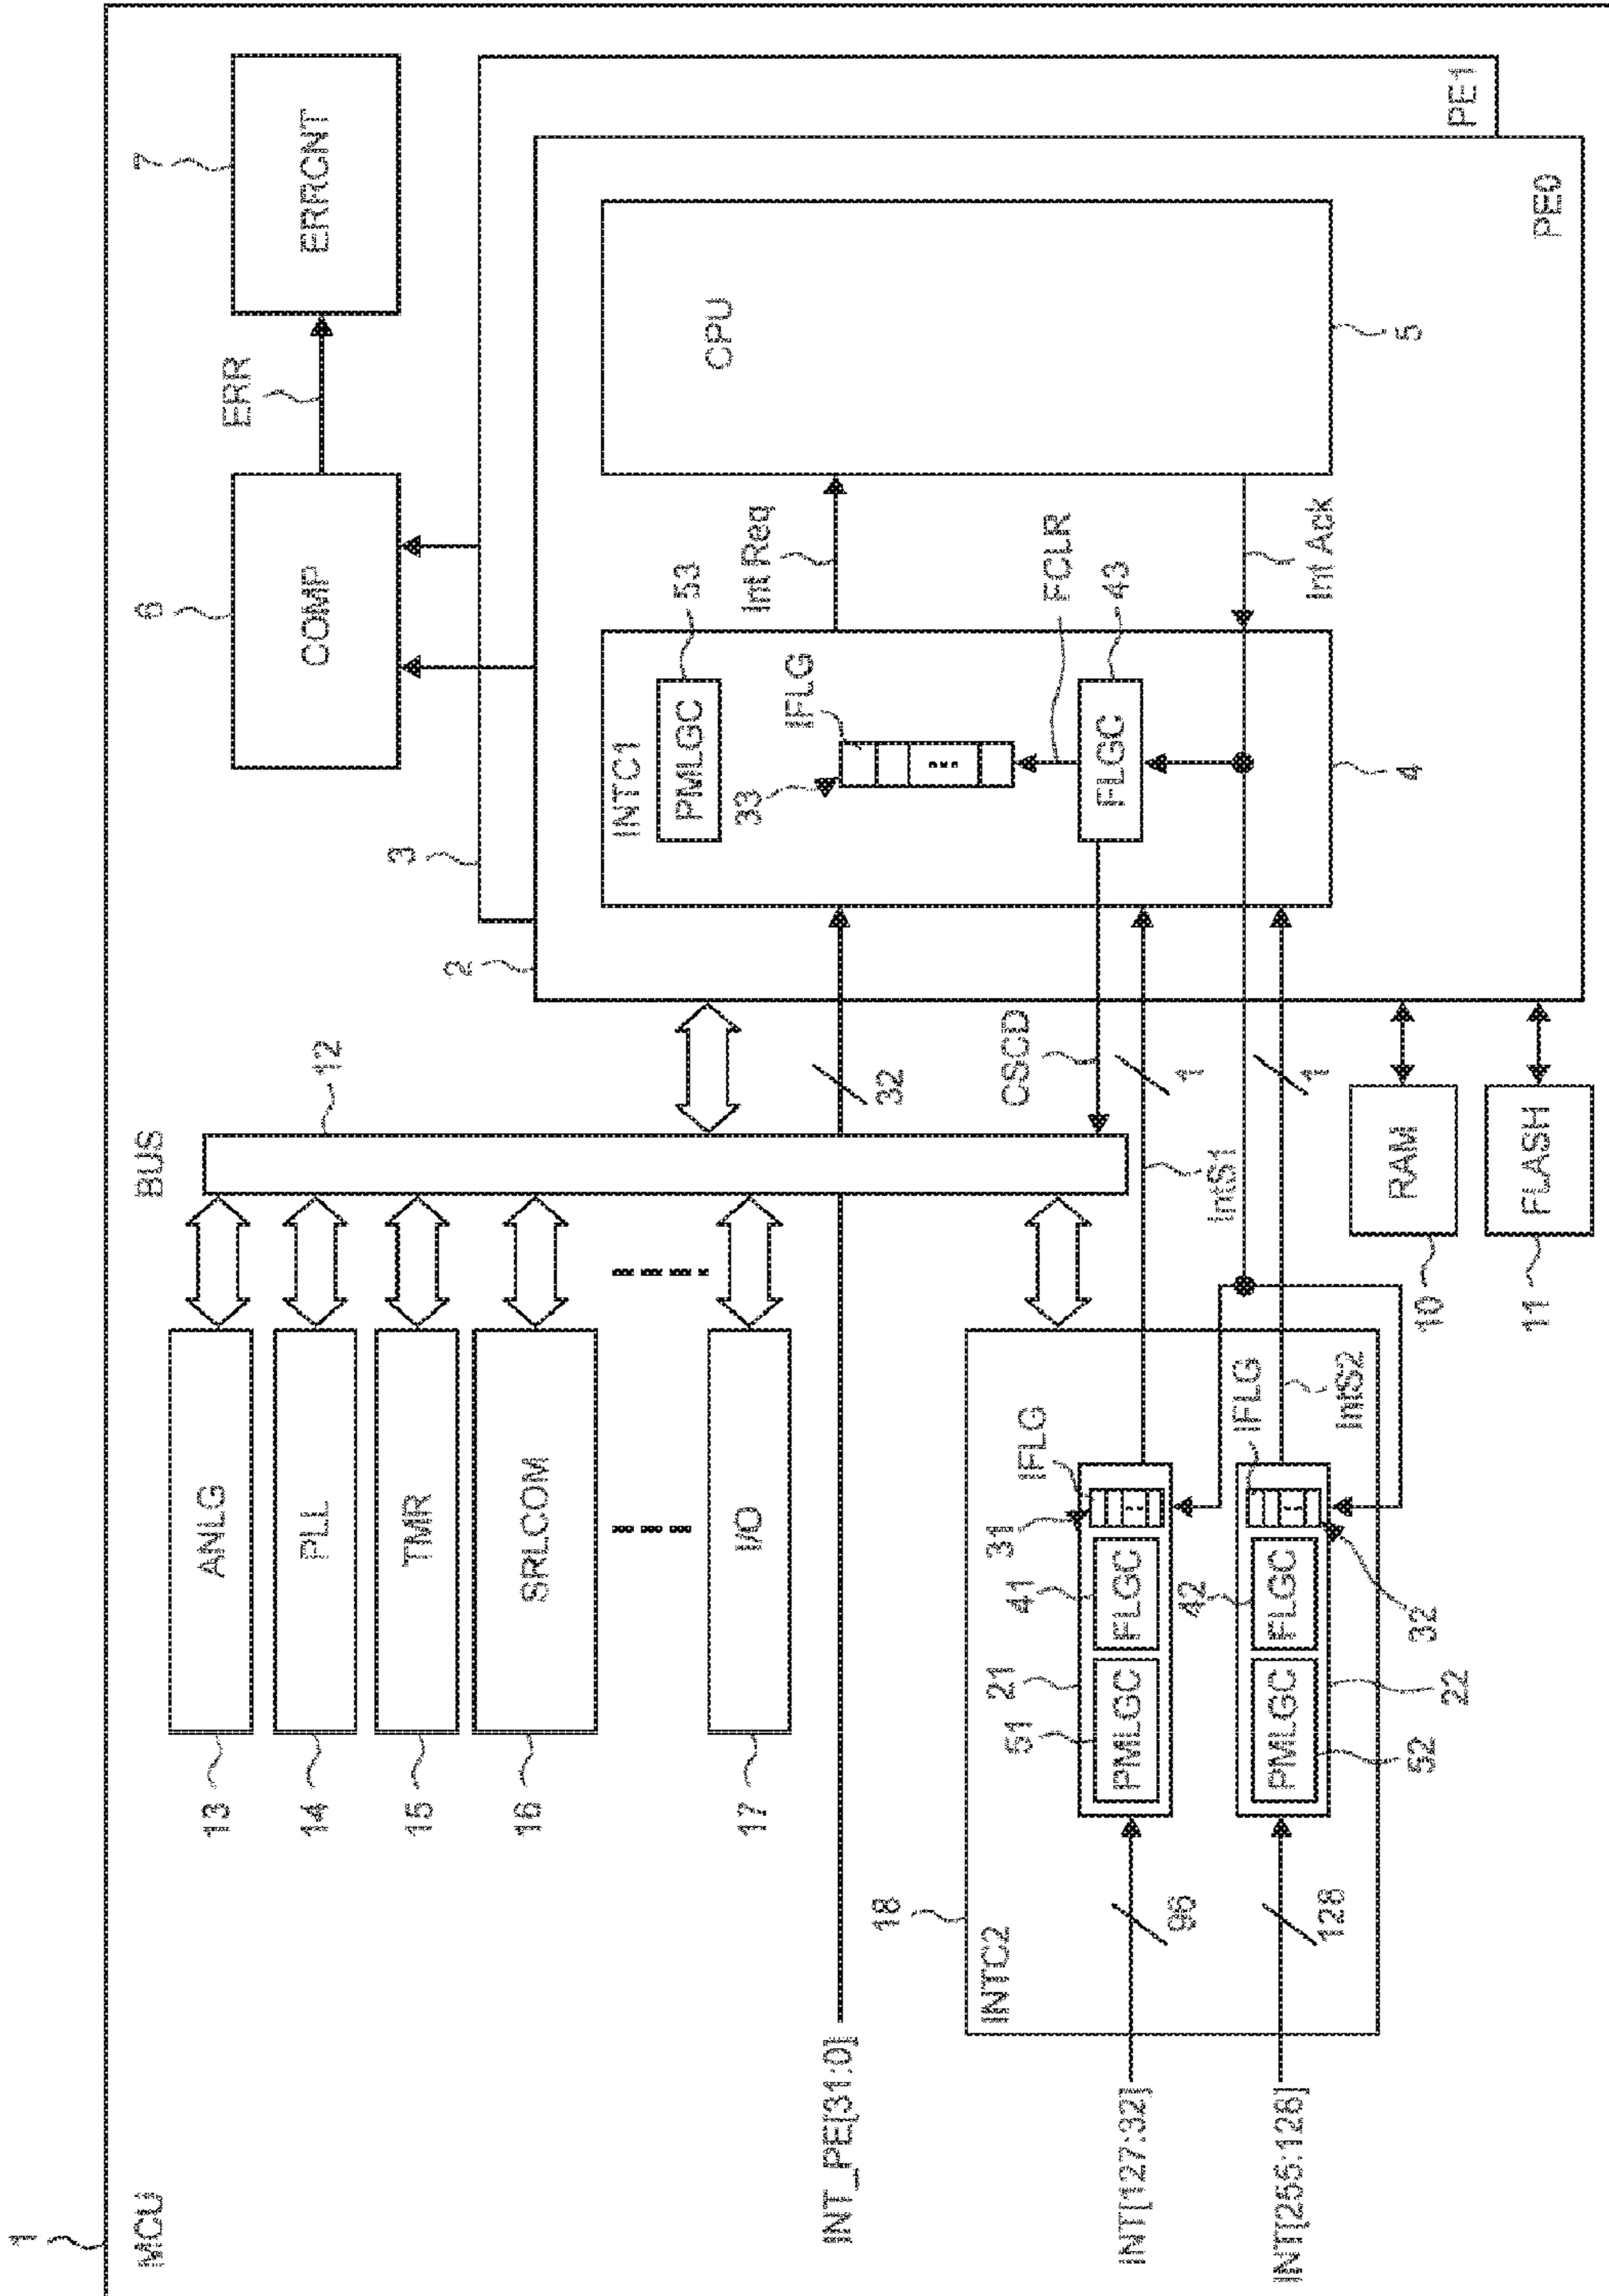 1
MCU
BUS
12
13
ANLG
14
PLL
15
TMR
16
SRLCOM
17
I/O
6
COMP
ERR
7
ERRCNT
3
2
PE1
PE0
INTC1
PMLGC
53
33
IFLG
Int Req
CPU
FCLR
FLGC
43
Int Ack
4
5
INT_PE[31:0]
32
CSCD
1
IntS1
1
18
INTC2
INT[127:32]
96
51
21
41
31
IFLG
PMLGC
FLGC
INT[255:128]
128
42
IFLG
PMLGC
FLGC
IntS2
52
22
32
10
RAM
11
FLASH